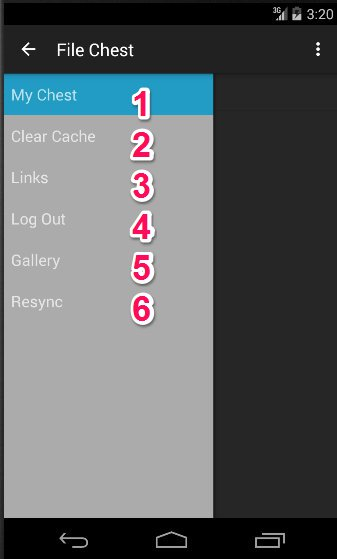 3G 3:20
File Chest
My Chest 1
Clear Cache 2
Links 3
Log Out 4
Gallery 5
Resync 6